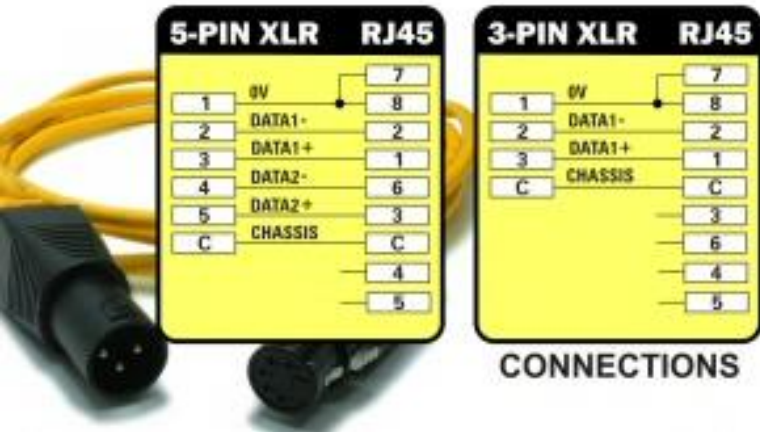 5-PIN XLR RJ45
7
1 0V 8
2 DATA1- 2
3 DATA1+ 1
4 DATA2- 6
5 DATA2+ 3
C CHASSIS C
4
5
3-PIN XLR RJ45
7
1 0V 8
2 DATA1- 2
3 DATA1+ 1
C CHASSIS C
3
6
4
5
CONNECTIONS